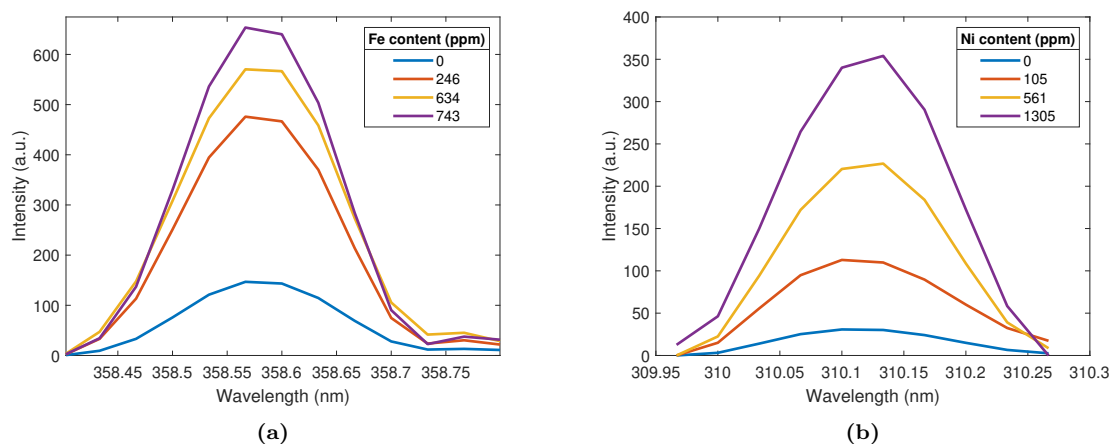 Fe content (ppm)
0
246
634
743
600
500
400
300
200
100
0
Intensity (a.u.)
358.45 358.5 358.55 358.6 358.65 358.7 358.75
Wavelength (nm)
(a)
Ni content (ppm)
0
105
561
1305
400
350
300
250
200
150
100
50
0
Intensity (a.u.)
309.95 310 310.05 310.1 310.15 310.2 310.25 310.3
Wavelength (nm)
(b)